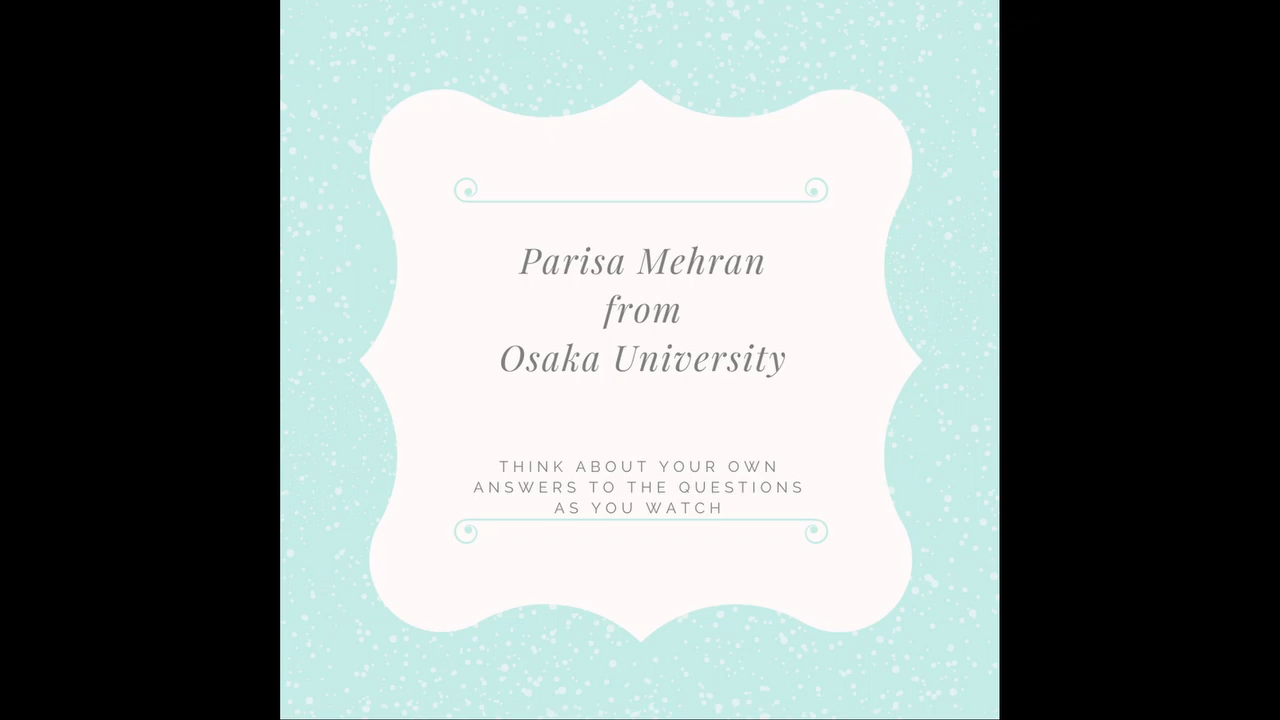 Parisa Mehran
from
Osaka University
THINK ABOUT YOUR OWN
ANSWERS TO THE QUESTIONS
AS YOU WATCH